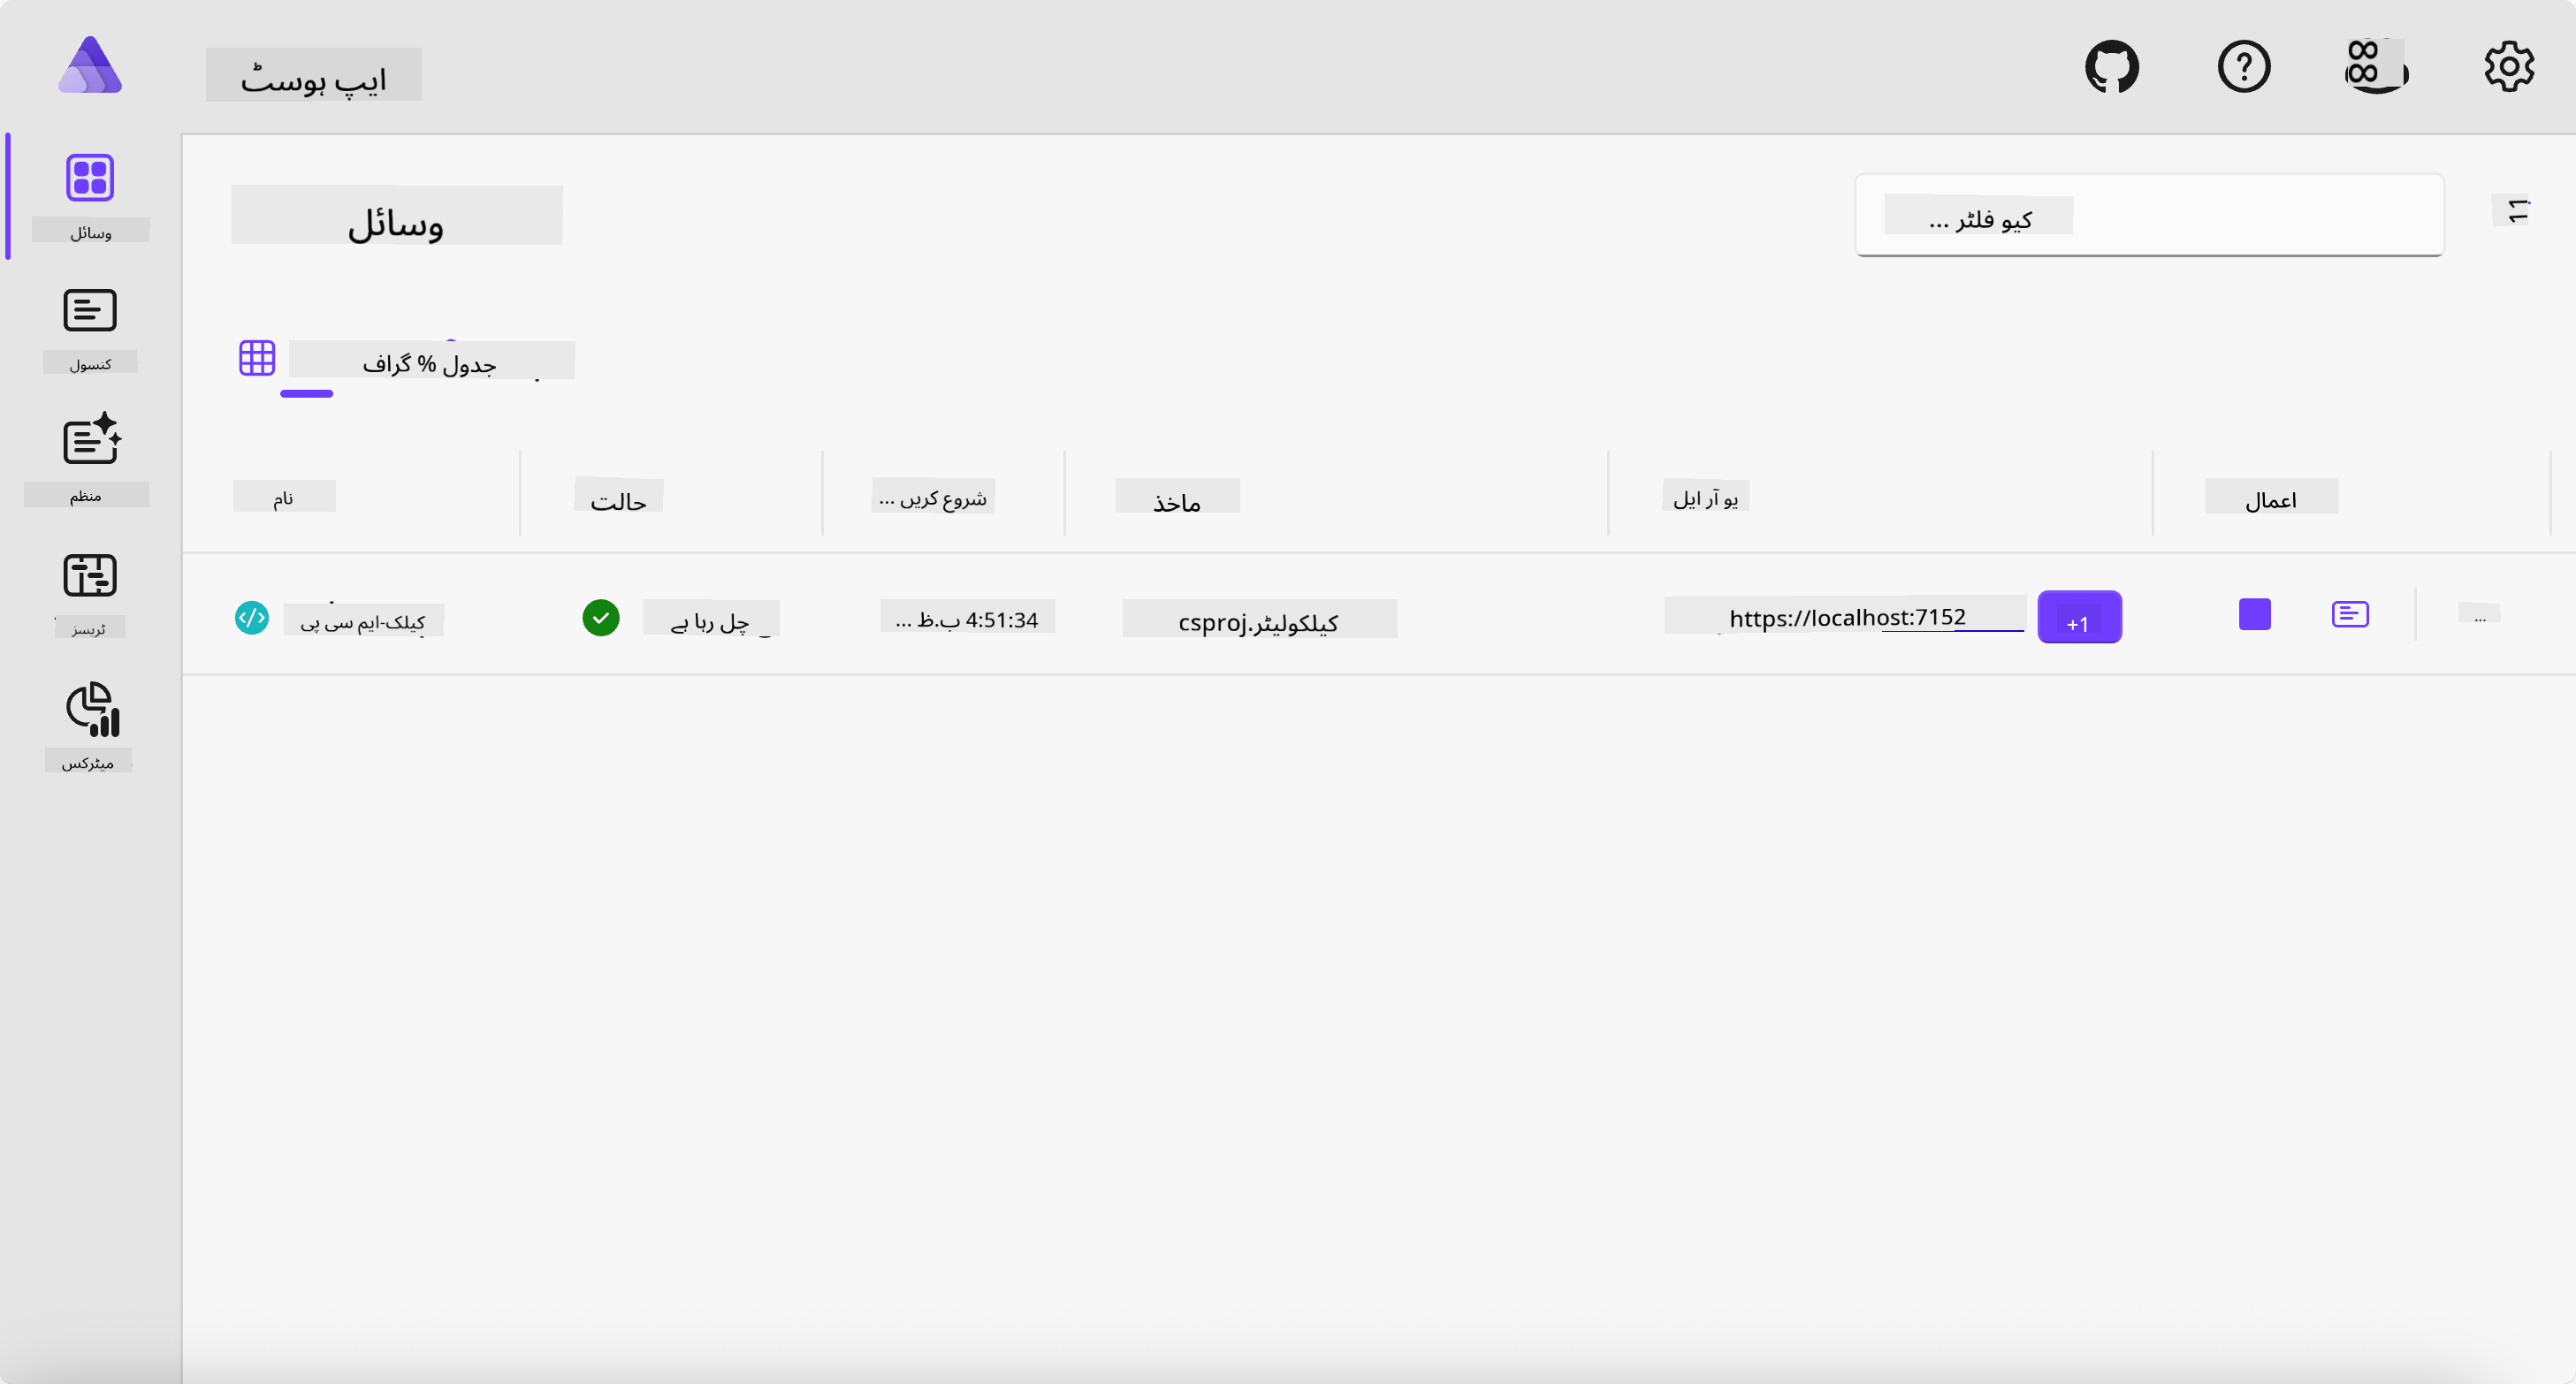 ایپ ہوسٹ
وسائل
کنسول
منظم
ٹریسز
میٹرکس
وسائل
کیو فلٹر ...
11
جدول % گراف
نام
حالت
شروع کریں ...
ماخذ
یو آر ایل
اعمال
کیلک-ایم سی پی
چل رہا ہے
4:51:34 ب.ظ ...
کیلکولیٹر.csproj
https://localhost:7152
+1
...